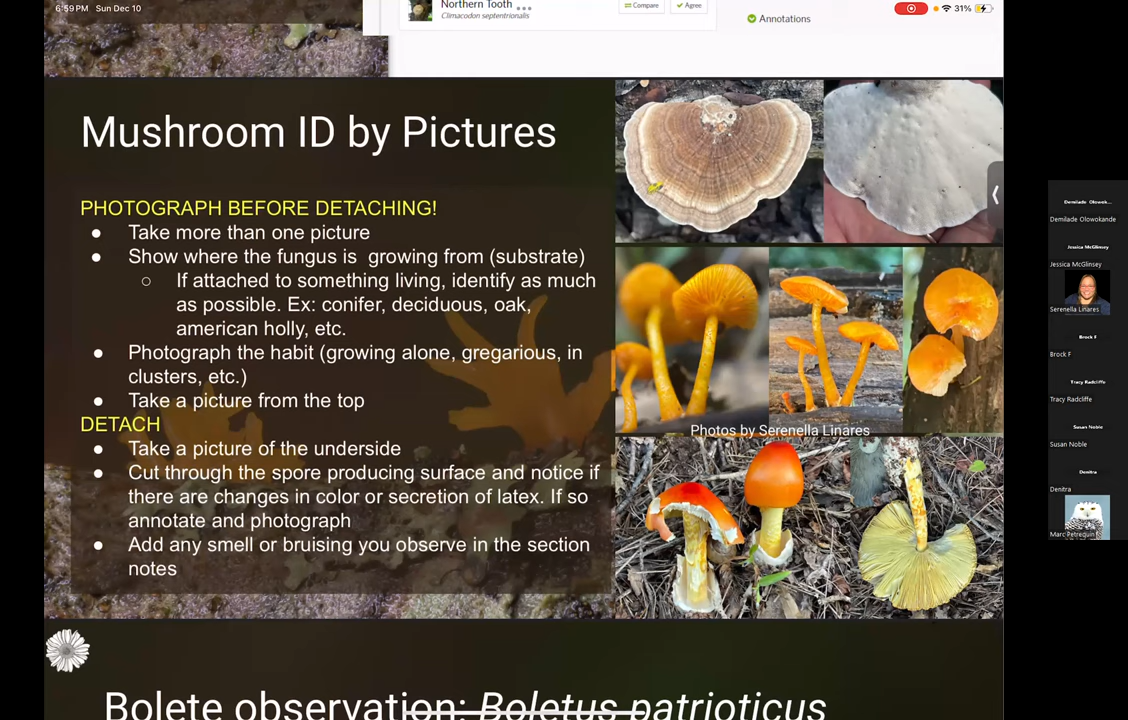 6:59 PM Sun Dec 10
Northern Tooth
Climacodon septentrionalis
Compare
Agree
Annotations
31%
Mushroom ID by Pictures
PHOTOGRAPH BEFORE DETACHING!
● Take more than one picture
● Show where the fungus is growing from (substrate)
○ If attached to something living, identify as much
as possible. Ex: conifer, deciduous, oak,
american holly, etc.
● Photograph the habit (growing alone, gregarious, in
clusters, etc.)
● Take a picture from the top
DETACH
● Take a picture of the underside
● Cut through the spore producing surface and notice if
there are changes in color or secretion of latex. If so
annotate and photograph
● Add any smell or bruising you observe in the section
notes
Photos by Serenella Linares
Bolete observation: Boletus patrioticus
Demilade Olowok...
Demilade Olowokande
Jessica McGlinsey
Jessica McGlinsey
Serenella Linares
Brock F
Brock F
Tracy Radcliffe
Tracy Radcliffe
Susan Noble
Susan Noble
Denitra
Denitra
Marc Petrequin